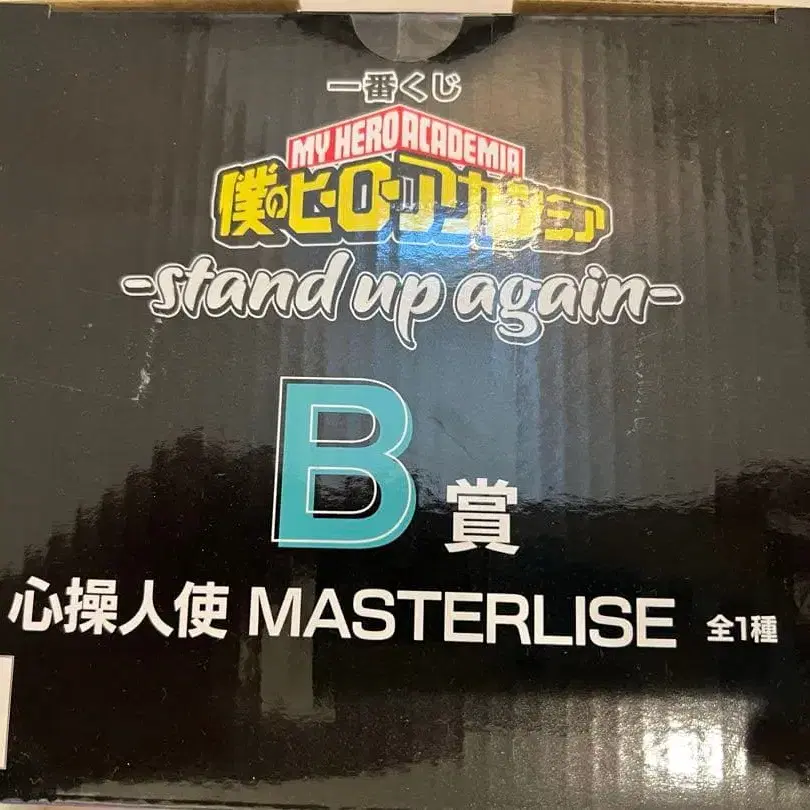 一番くじ
MY HERO ACADEMIA
僕のヒーローアカデミア
-stand up again-
B賞
心操人使 MASTERLISE 全1種